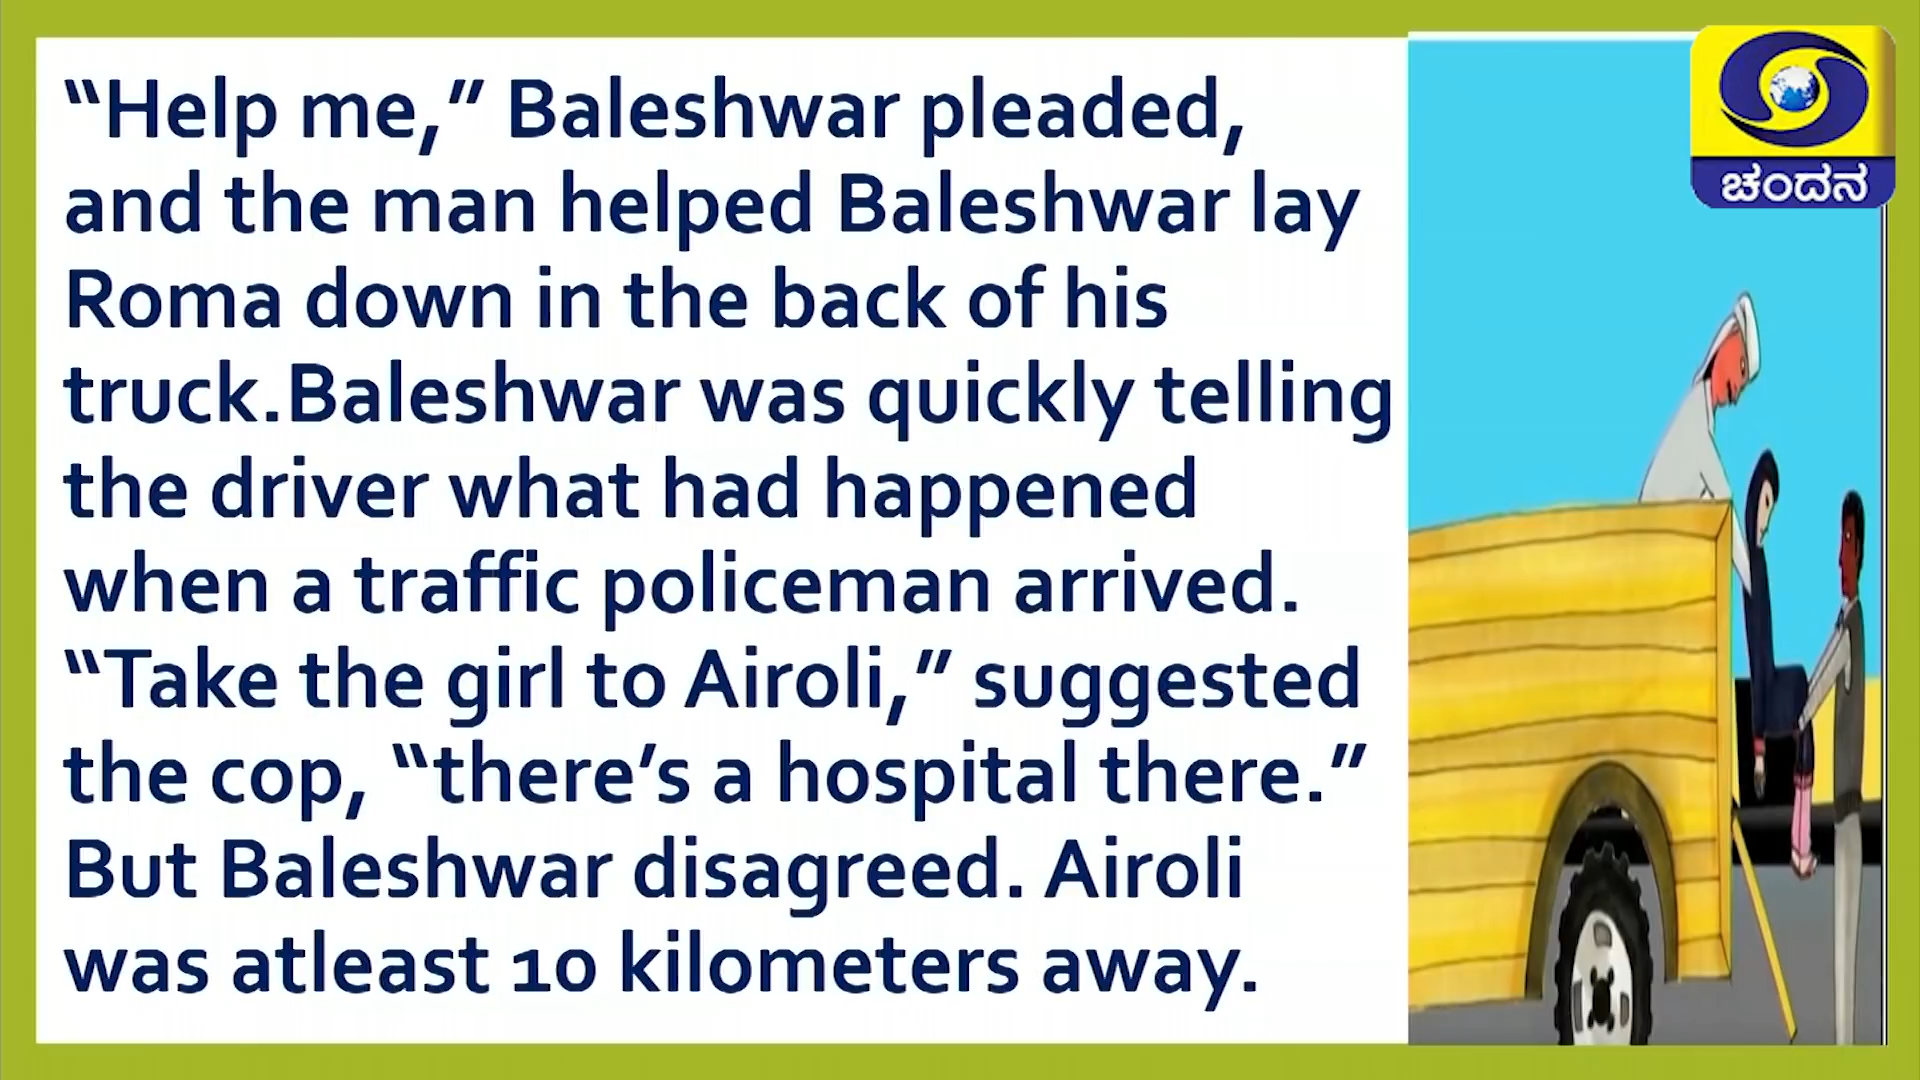 “Help me,” Baleshwar pleaded,
and the man helped Baleshwar lay
Roma down in the back of his
truck.Baleshwar was quickly telling
the driver what had happened
when a traffic policeman arrived.
“Take the girl to Airoli,” suggested
the cop, “there’s a hospital there.”
But Baleshwar disagreed. Airoli
was atleast 10 kilometers away.
ಚಂದನ